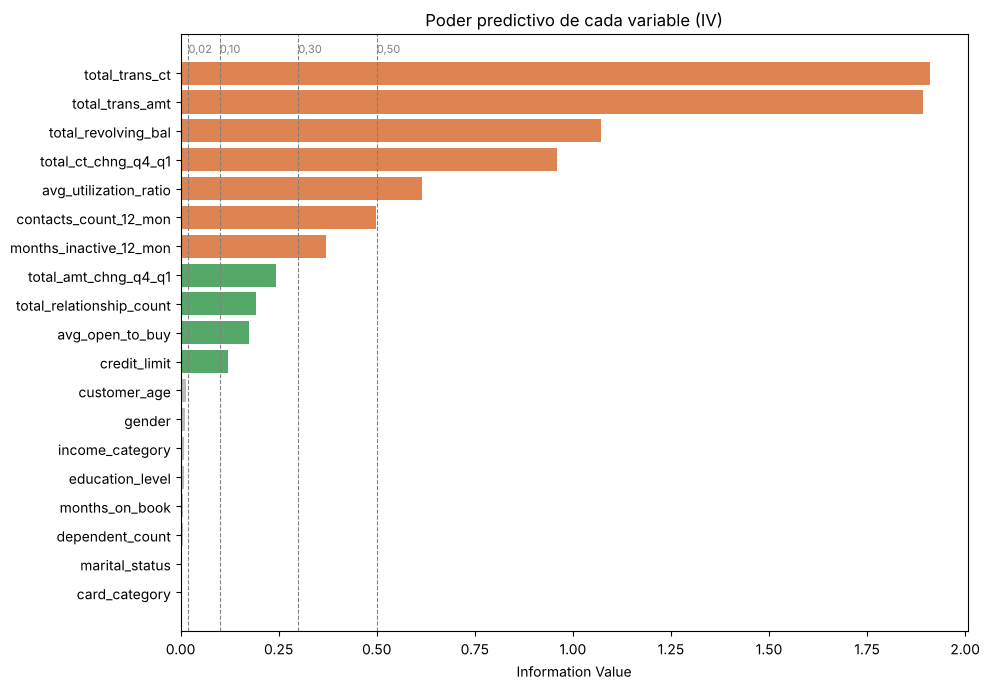 Poder predictivo de cada variable (IV)
0,02 0,10 0,30 0,50
total_trans_ct
total_trans_amt
total_revolving_bal
total_ct_chng_q4_q1
avg_utilization_ratio
contacts_count_12_mon
months_inactive_12_mon
total_amt_chng_q4_q1
total_relationship_count
avg_open_to_buy
credit_limit
customer_age
gender
income_category
education_level
months_on_book
dependent_count
marital_status
card_category
0.00 0.25 0.50 0.75 1.00 1.25 1.50 1.75 2.00
Information Value